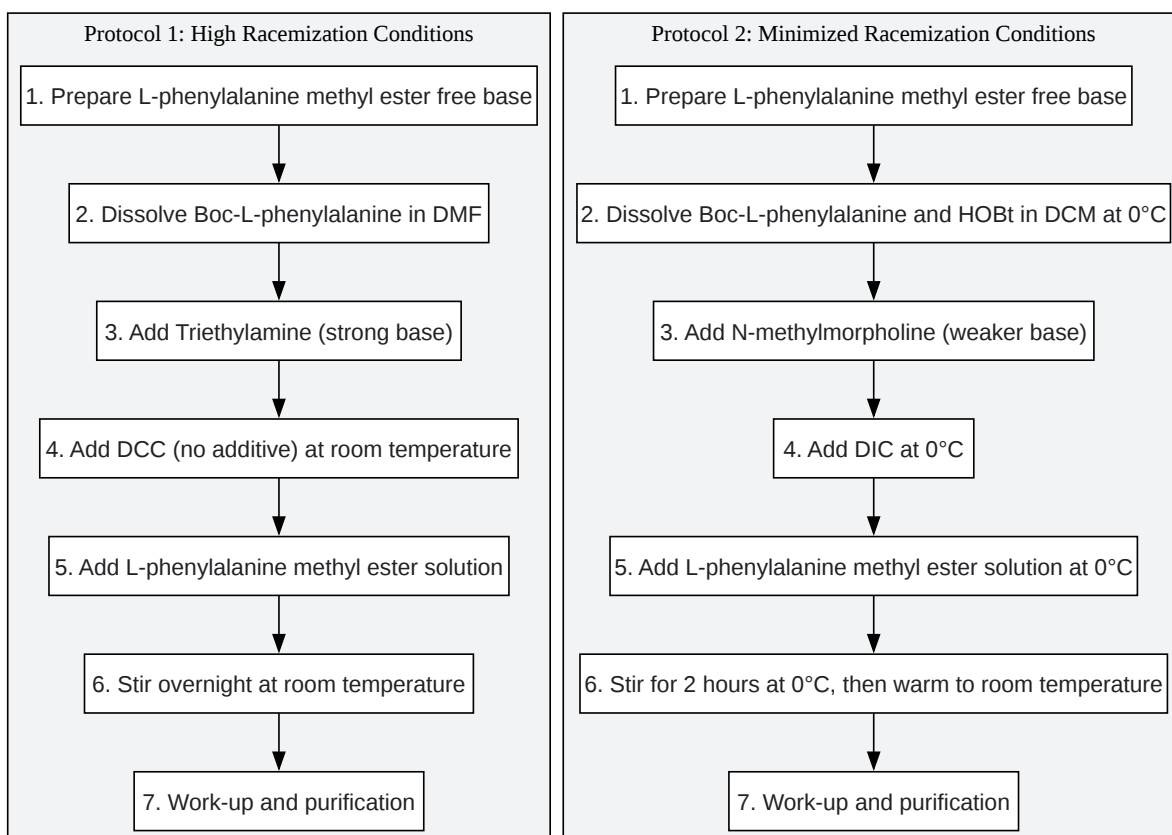 Protocol 1: High Racemization Conditions
1. Prepare L-phenylalanine methyl ester free base
2. Dissolve Boc-L-phenylalanine in DMF
3. Add Triethylamine (strong base)
4. Add DCC (no additive) at room temperature
5. Add L-phenylalanine methyl ester solution
6. Stir overnight at room temperature
7. Work-up and purification
Protocol 2: Minimized Racemization Conditions
1. Prepare L-phenylalanine methyl ester free base
2. Dissolve Boc-L-phenylalanine and HOBt in DCM at 0°C
3. Add N-methylmorpholine (weaker base)
4. Add DIC at 0°C
5. Add L-phenylalanine methyl ester solution at 0°C
6. Stir for 2 hours at 0°C, then warm to room temperature
7. Work-up and purification